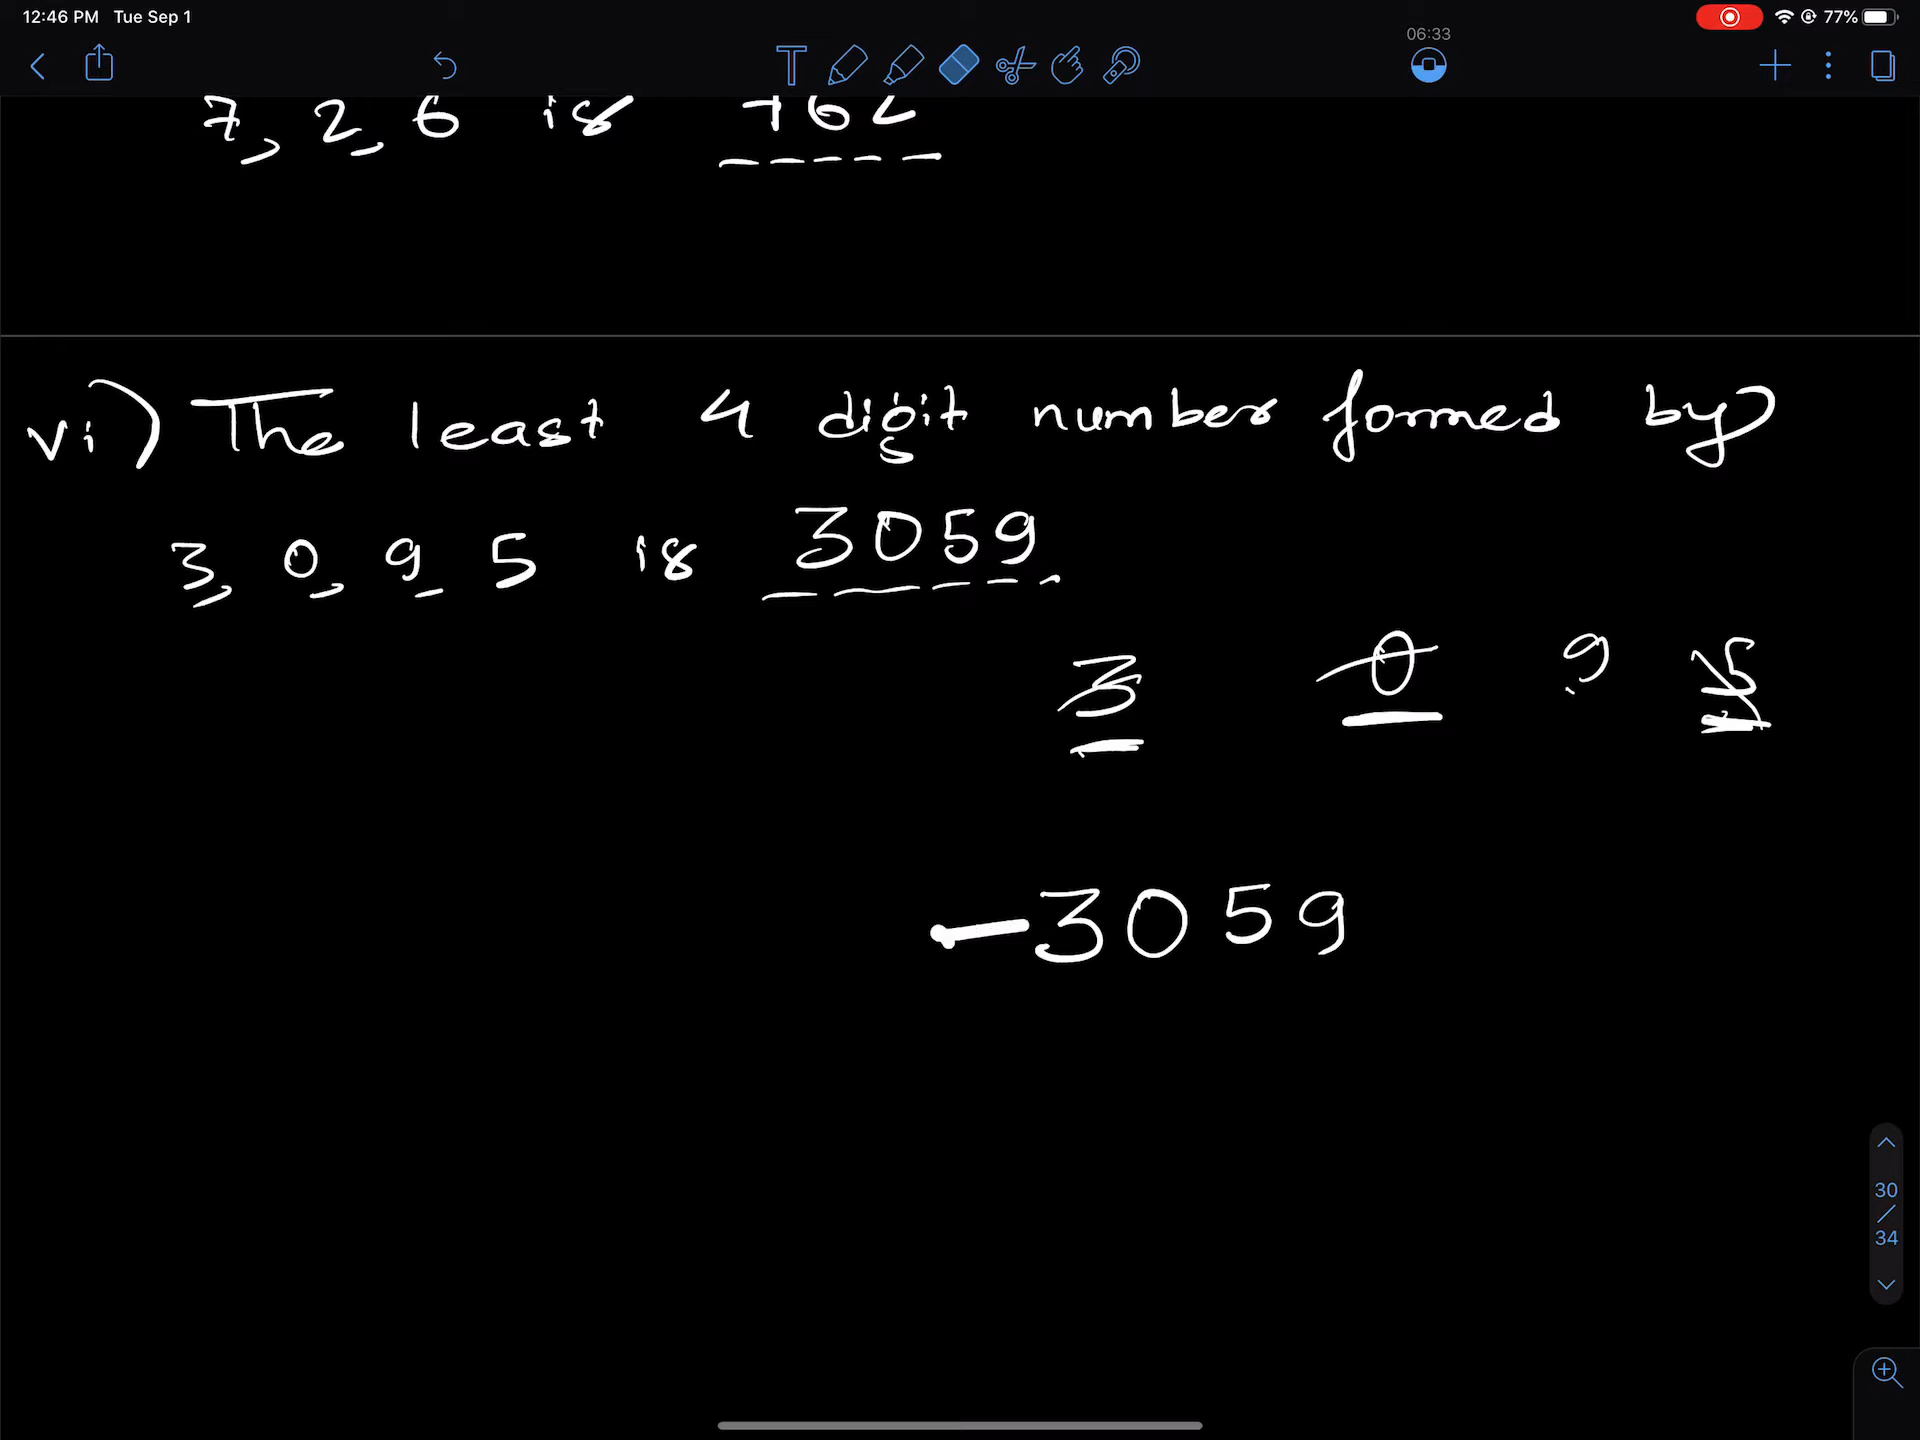 12:46 PM Tue Sep 1
77%
06:33
7, 2, 6 is 762
vi) The least 4 digit number formed by
3, 0, 9, 5 is 3059
3 0 9 5
3059
30
/
34